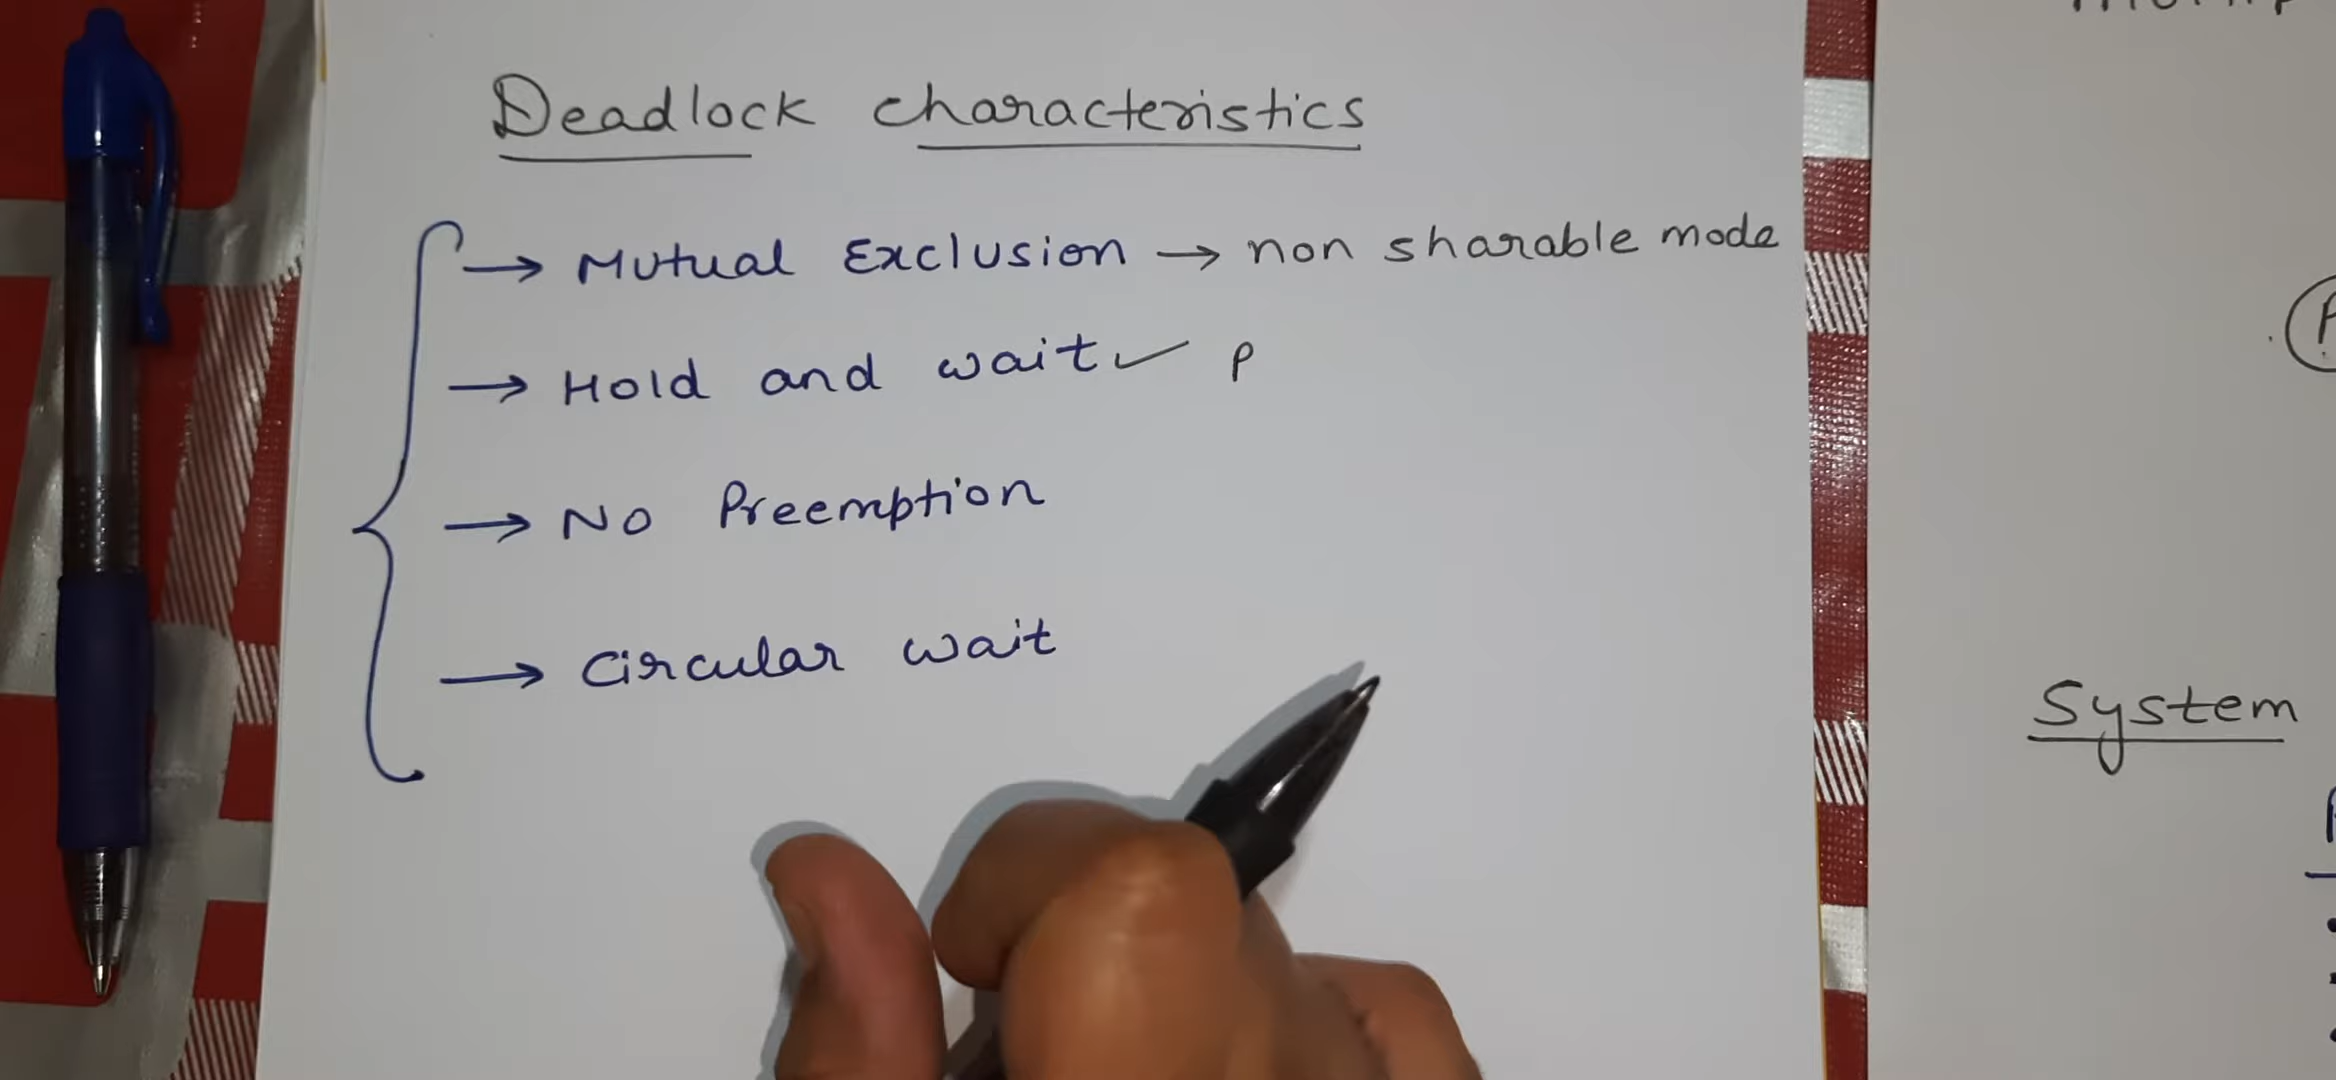 Deadlock characteristics
→ Mutual Exclusion → non sharable mode
→ Hold and wait ✓ P
→ No Preemption
→ Circular wait
System